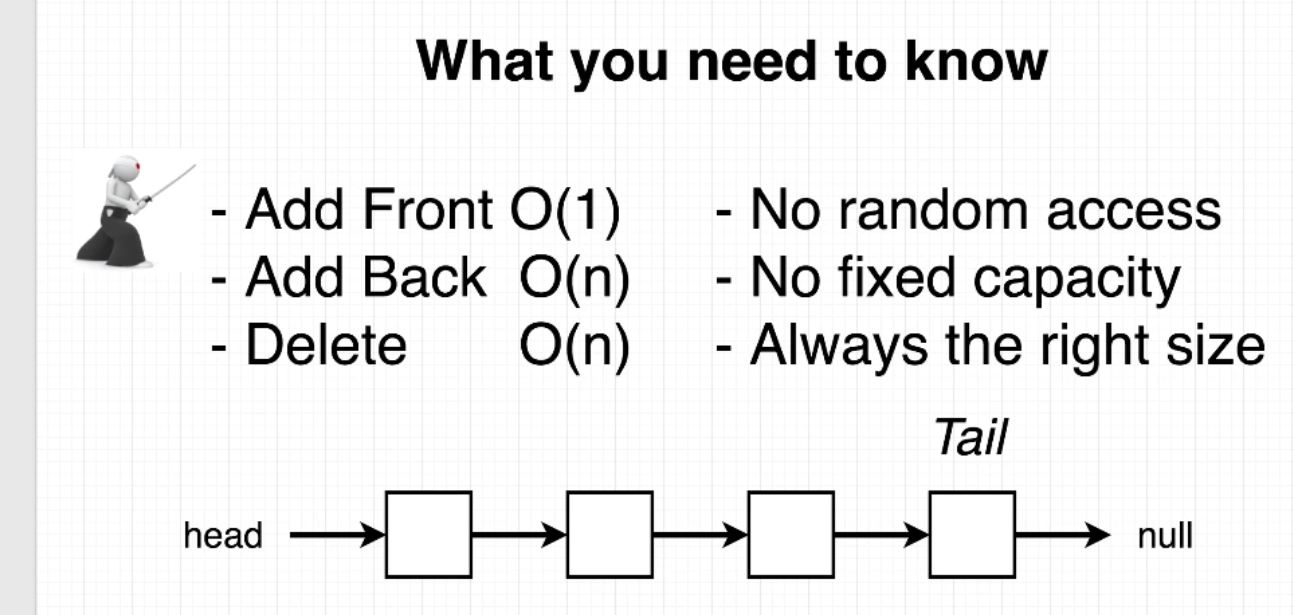 What you need to know
- Add Front O(1)
- Add Back O(n)
- Delete O(n)
- No random access
- No fixed capacity
- Always the right size
Tail
head
null